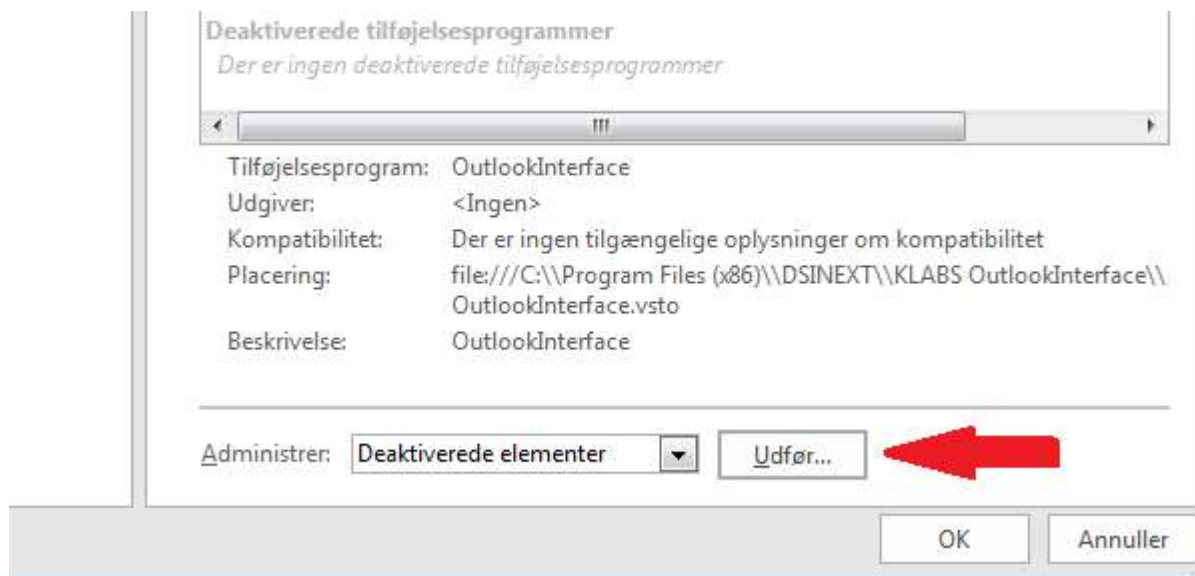 Deaktiverede tilføjelsesprogrammer
Der er ingen deaktiverede tilføjelsesprogrammer
Tilføjelsesprogram: OutlookInterface
Udgiver: <Ingen>
Kompatibilitet: Der er ingen tilgængelige oplysninger om kompatibilitet
Placering: file:///C:\\Program Files (x86)\\DSINEXT\\KLABS OutlookInterface\\
OutlookInterface.vsto
Beskrivelse: OutlookInterface
Administrer: Deaktiverede elementer Udfør...
OK Annuller